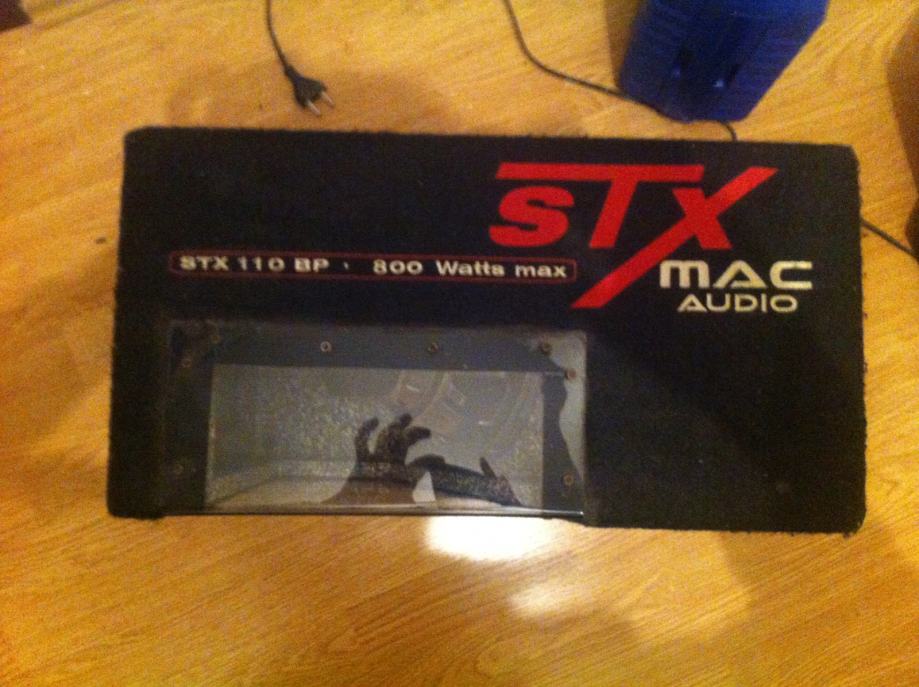 STX
STX 110 BP · 800 Watts max
MAC
AUDIO